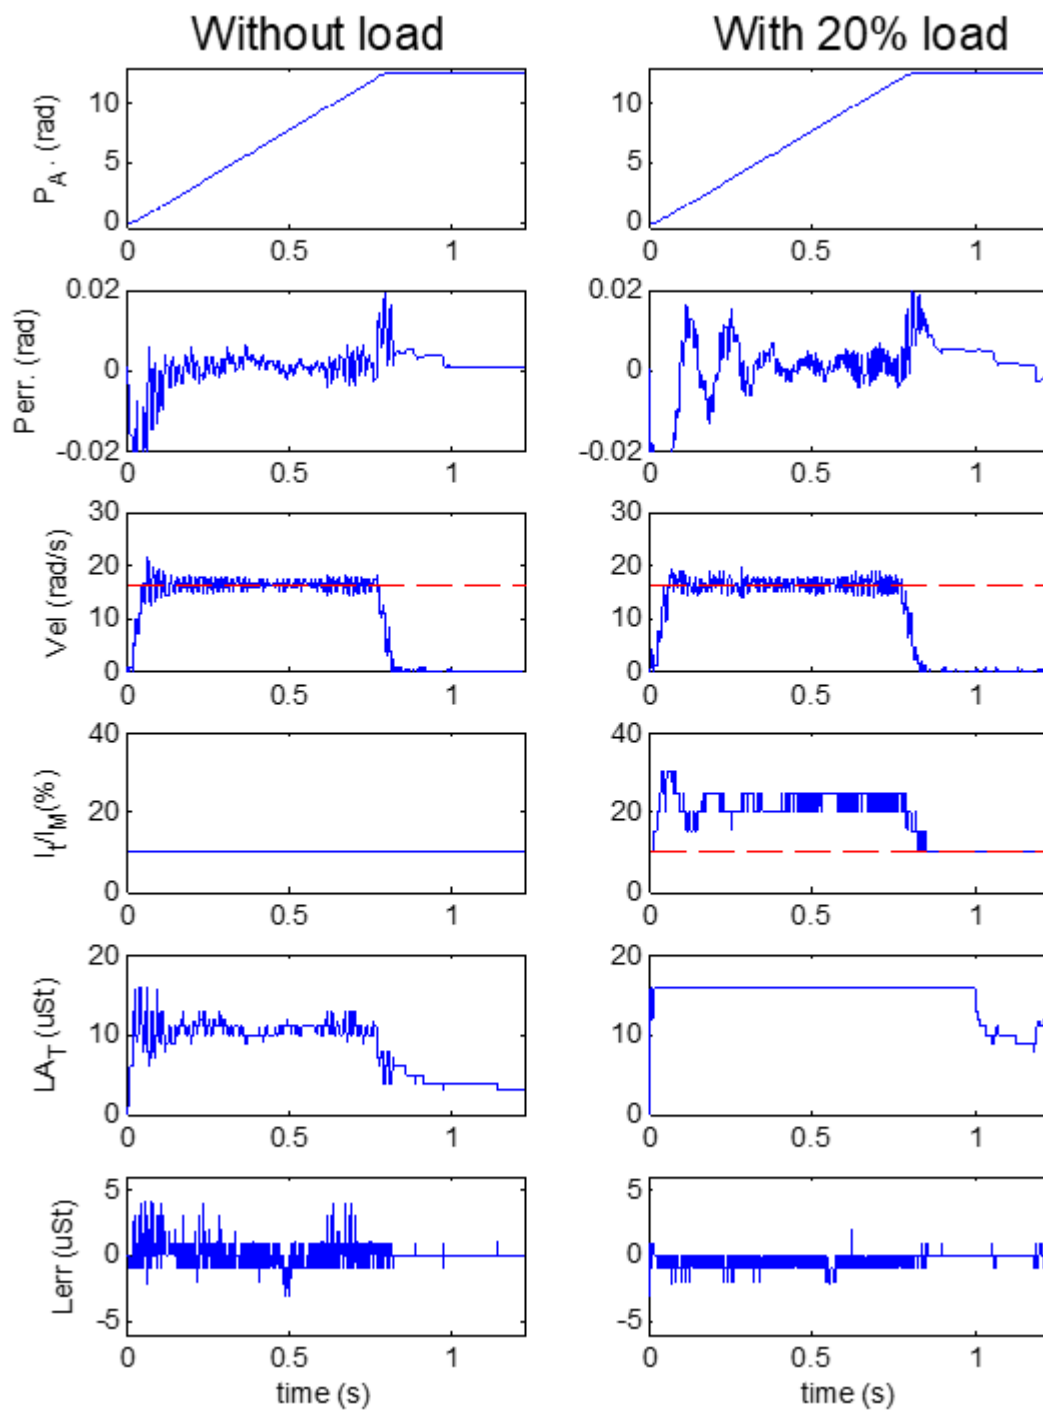 Without load With 20% load
P_A . (rad) 10 5 0 10 5 0
0 0.5 1 0 0.5 1
Perr. (rad) 0.02 0 -0.02 0.02 0 -0.02
0 0.5 1 0 0.5 1
Vel (rad/s) 30 20 10 0 30 20 10 0
0 0.5 1 0 0.5 1
I_t/I_M(%) 40 20 0 40 20 0
0 0.5 1 0 0.5 1
LA_T (uSt) 20 10 0 20 10 0
0 0.5 1 0 0.5 1
Lerr (uSt) 5 0 -5 5 0 -5
0 0.5 1 0 0.5 1
time (s) time (s)